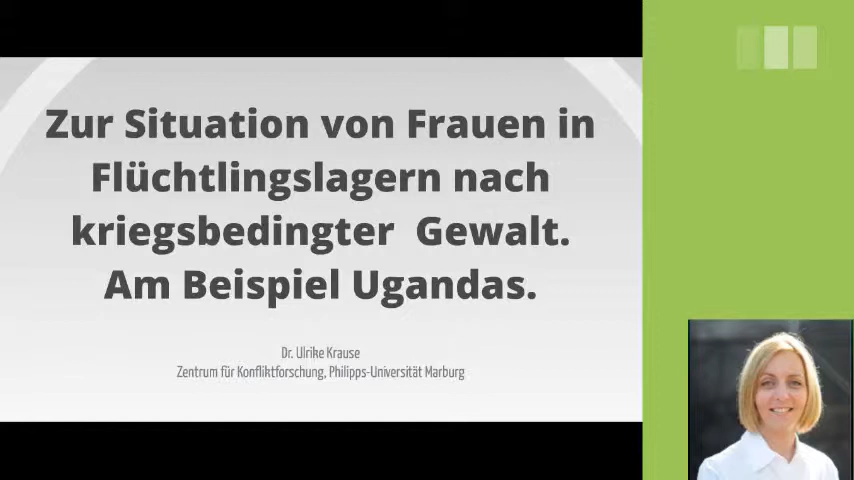 Zur Situation von Frauen in
Flüchtlingslagern nach
kriegsbedingter Gewalt.
Am Beispiel Ugandas.
Dr. Ulrike Krause
Zentrum für Konfliktforschung, Philipps-Universität Marburg